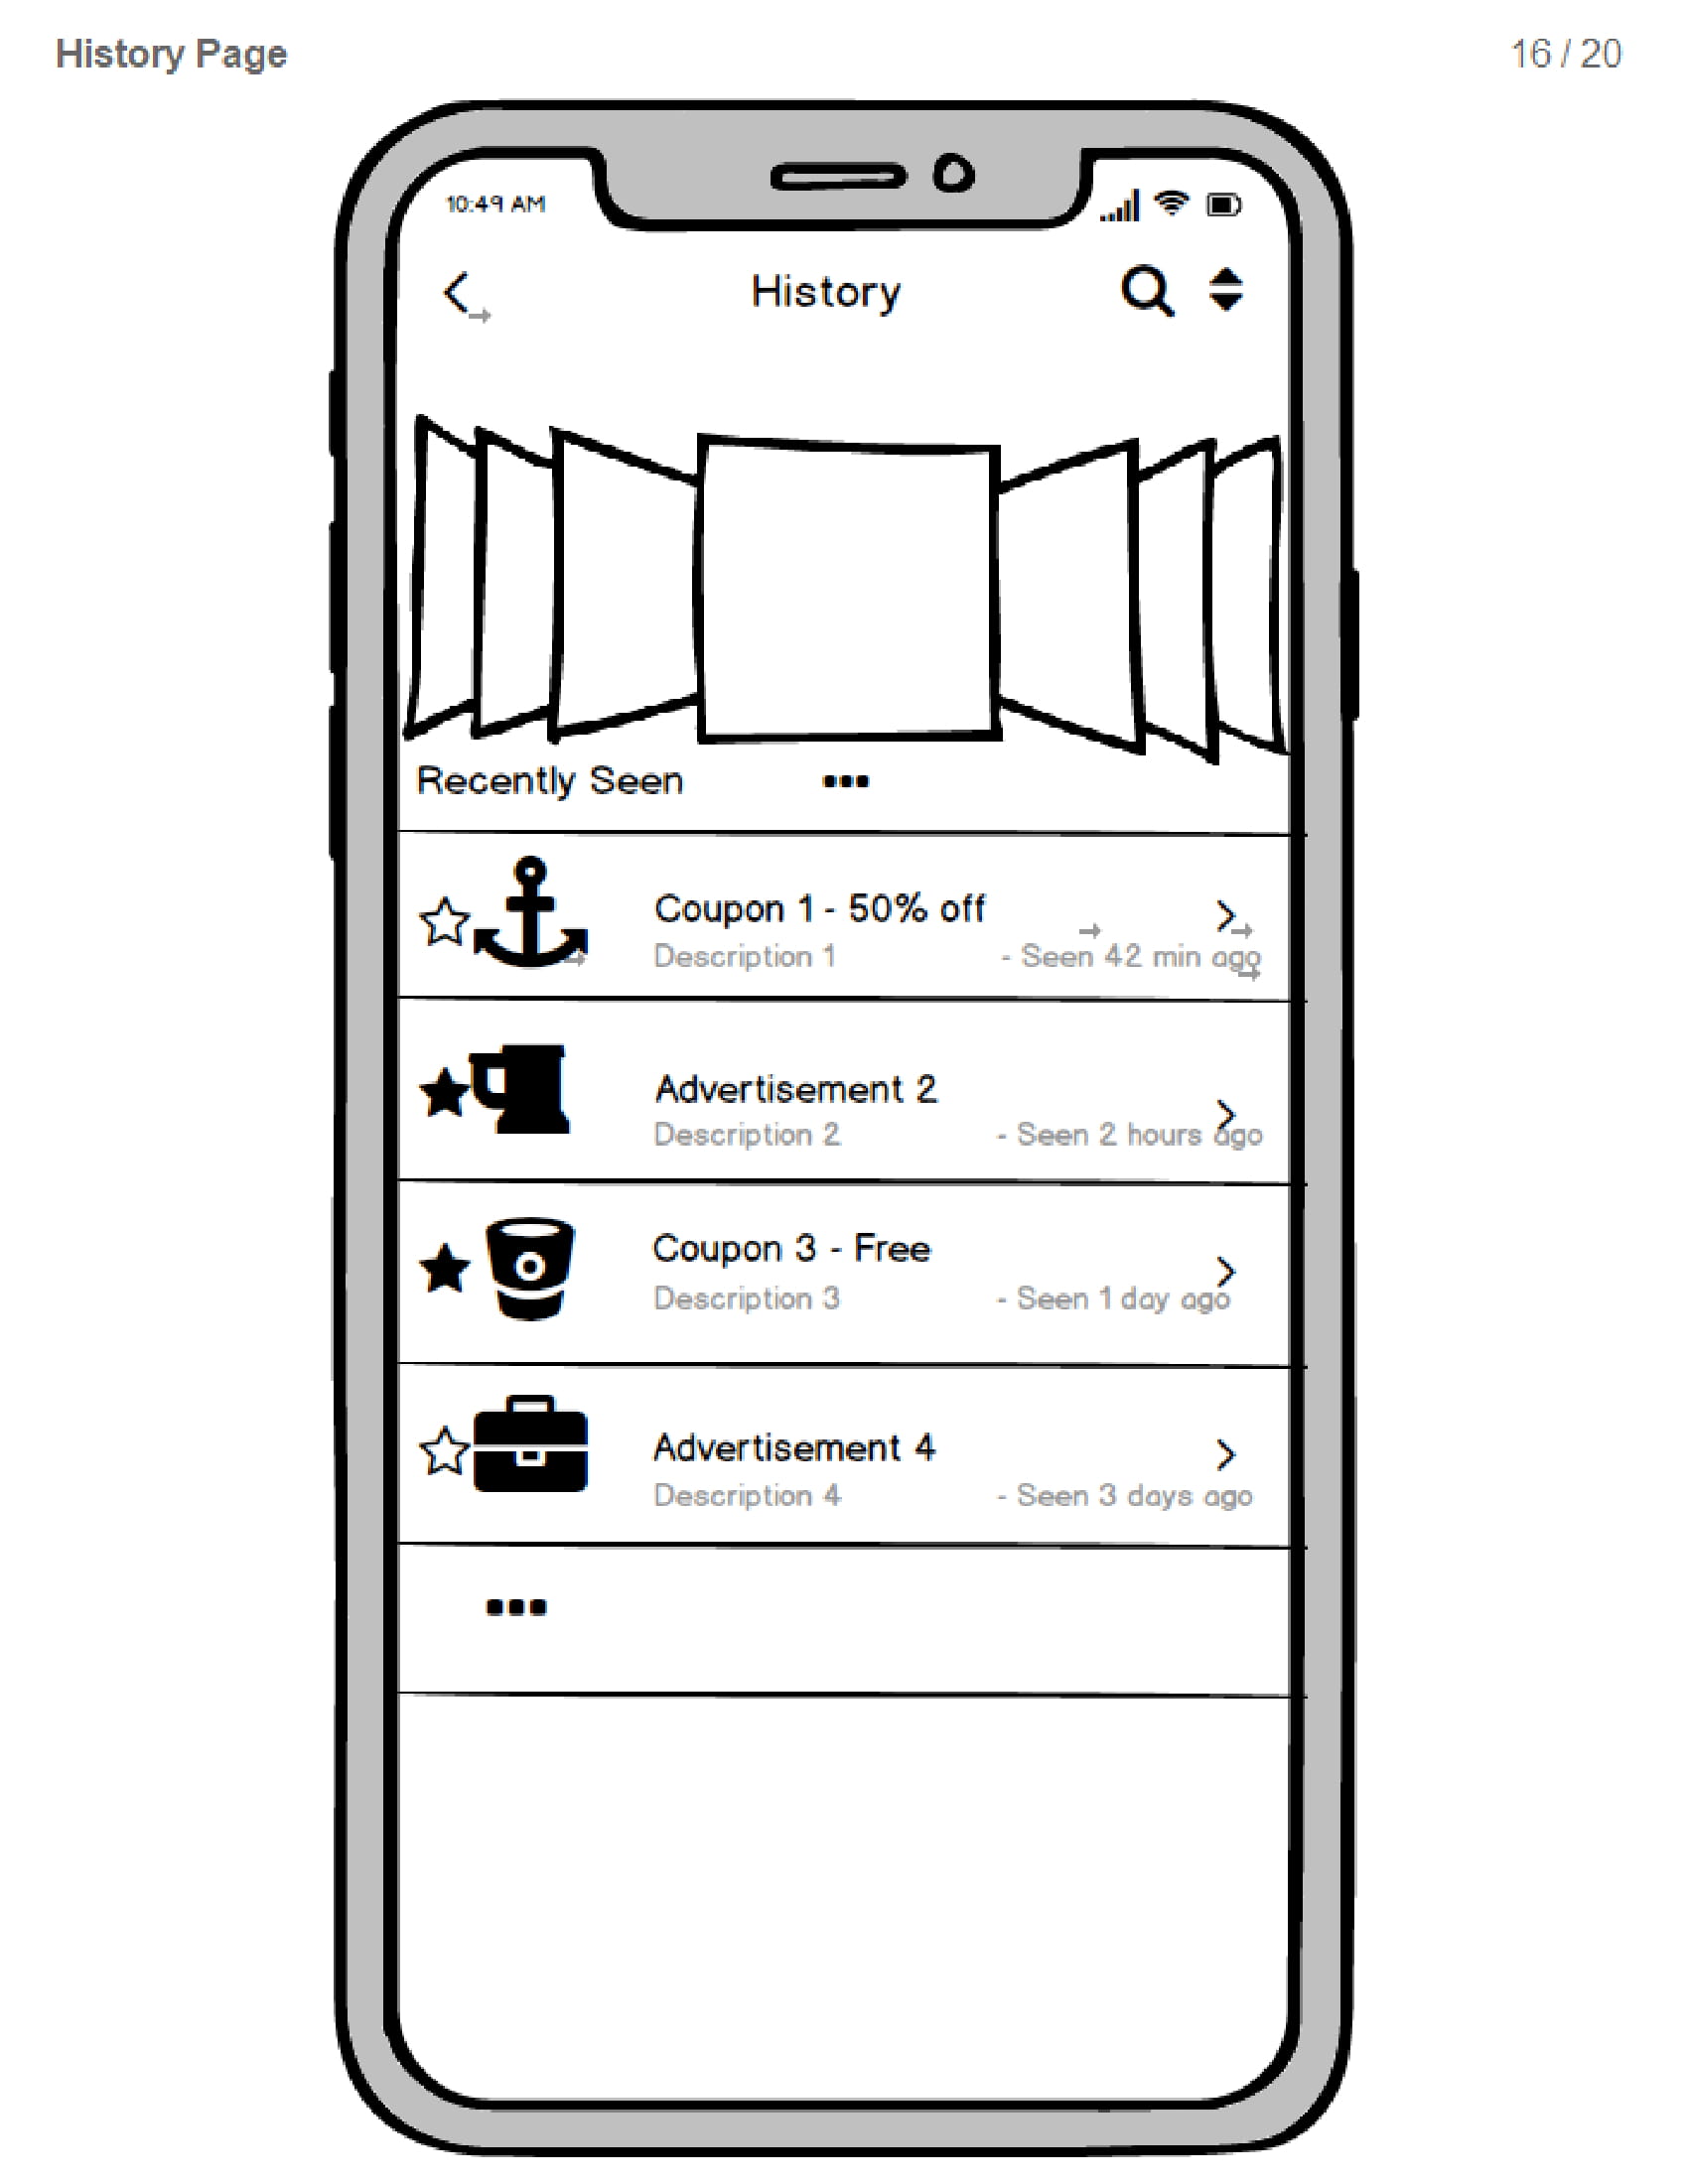 History Page 16 / 20
10:49 AM
History
Recently Seen
Coupon 1 - 50% off
Description 1 - Seen 42 min ago
Advertisement 2
Description 2 - Seen 2 hours ago
Coupon 3 - Free
Description 3 - Seen 1 day ago
Advertisement 4
Description 4 - Seen 3 days ago